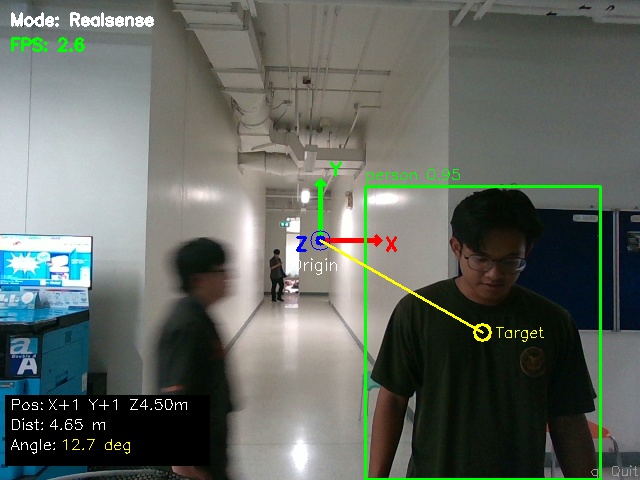 Mode: Realsense
FPS: 2.6
person 0.95
Y
Z
X
Origin
Target
a
A
Double A
Pos: X+1 Y+1 Z4.50m
Dist: 4.65 m
Angle: 12.7 deg
q: Quit